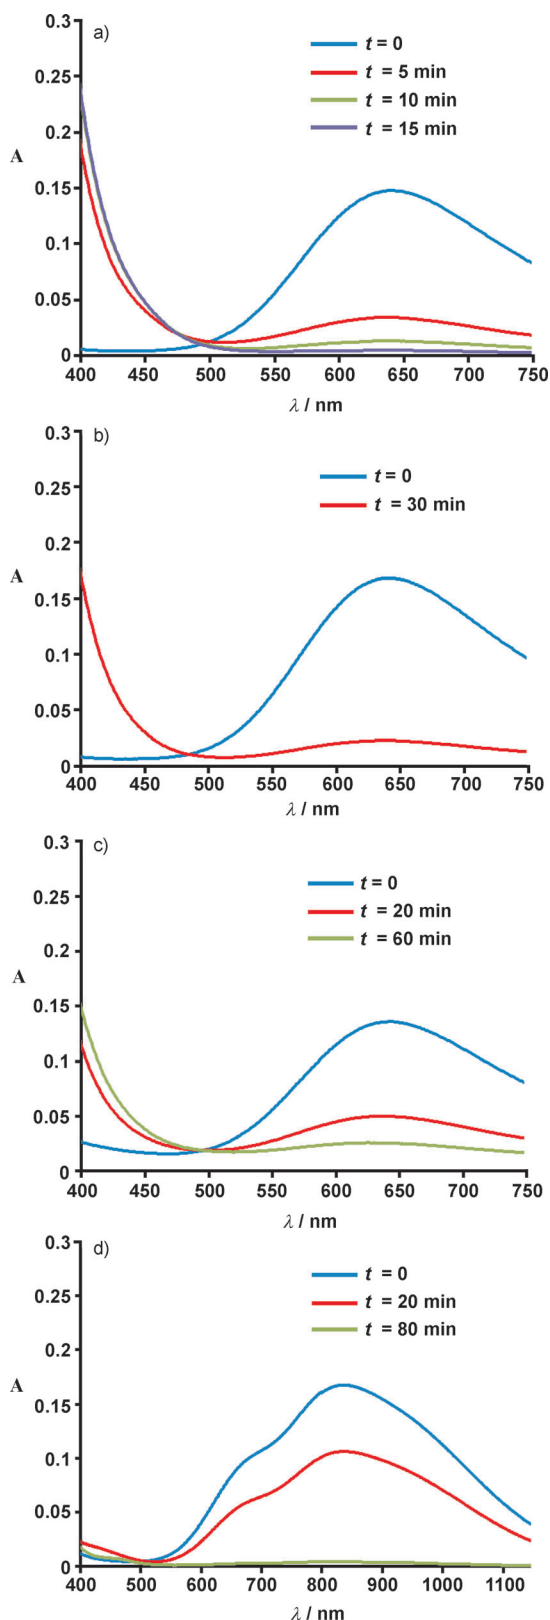 a)
t = 0
t = 5 min
t = 10 min
t = 15 min
A
0.3
0.25
0.2
0.15
0.1
0.05
0
400 450 500 550 600 650 700 750
λ / nm
b)
t = 0
t = 30 min
A
0.3
0.25
0.2
0.15
0.1
0.05
0
400 450 500 550 600 650 700 750
λ / nm
c)
t = 0
t = 20 min
t = 60 min
A
0.3
0.25
0.2
0.15
0.1
0.05
0
400 450 500 550 600 650 700 750
λ / nm
d)
t = 0
t = 20 min
t = 80 min
A
0.3
0.25
0.2
0.15
0.1
0.05
0
400 500 600 700 800 900 1000 1100
λ / nm